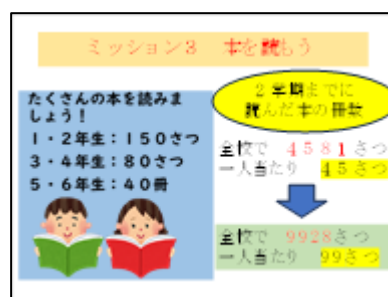 ミッション3 本を読もう
たくさんの本を読みま
しょう!
1・2年生:150さつ
3・4年生:80さつ
5・6年生:40冊
2学期までに
読んだ本の冊数
全校で 4581さつ
一人当たり 45さつ
全校で 9928さつ
一人当たり 99さつ